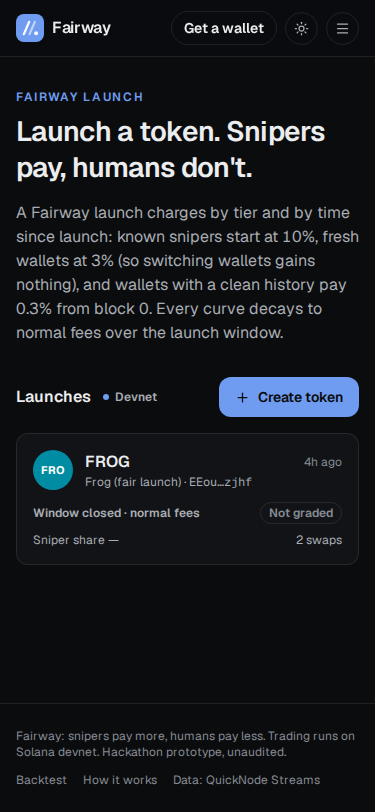 Fairway
Get a wallet
FAIRWAY LAUNCH
Launch a token. Snipers
pay, humans don't.
A Fairway launch charges by tier and by time
since launch: known snipers start at 10%, fresh
wallets at 3% (so switching wallets gains
nothing), and wallets with a clean history pay
0.3% from block 0. Every curve decays to
normal fees over the launch window.
Launches
Devnet
+ Create token
FRO
FROG
4h ago
Frog (fair launch) · EEou…zjhf
Window closed · normal fees
Not graded
Sniper share —
2 swaps
Fairway: snipers pay more, humans pay less. Trading runs on
Solana devnet. Hackathon prototype, unaudited.
Backtest
How it works
Data: QuickNode Streams